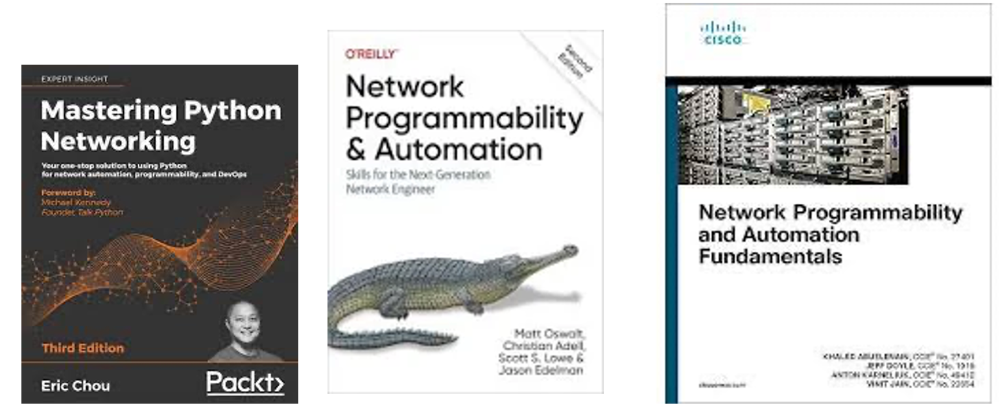 EXPERT INSIGHT
Mastering Python
Networking
Your one-stop solution to using Python
for network automation, programmability, and DevOps
Foreword by:
Michael Kennedy
Founder, Talk Python
Third Edition
Eric Chou
Packt>
O'REILLY™
Second
Edition
Network
Programmability
& Automation
Skills for the Next-Generation
Network Engineer
Matt Oswalt,
Christian Adell,
Scott S. Lowe &
Jason Edelman
CISCO
Network Programmability
and Automation
Fundamentals
KHALED ABUELENAIN, CCIE® No. 27401
JEFF DOYLE, CCIE® No. 1919
ANTON KARNELIUK, CCIE® No. 49412
VINIT JAIN, CCIE® No. 22854